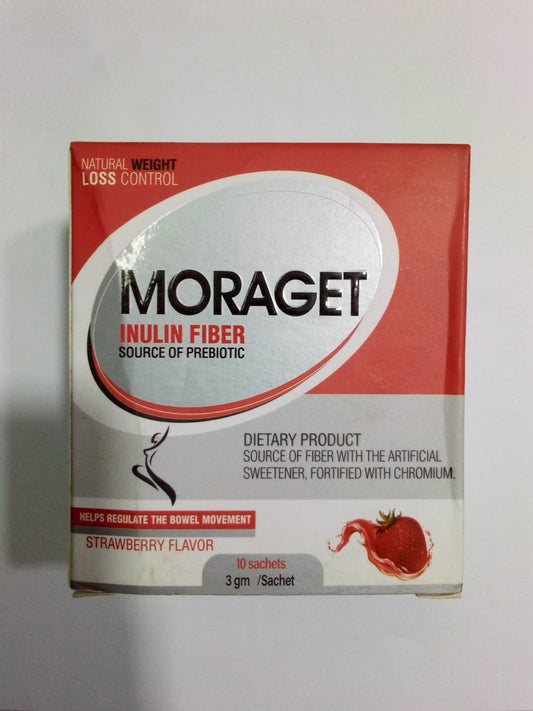 NATURAL WEIGHT
LOSS CONTROL
MORAGET
INULIN FIBER
SOURCE OF PREBIOTIC
DIETARY PRODUCT
SOURCE OF FIBER WITH THE ARTIFICIAL
SWEETENER, FORTIFIED WITH CHROMIUM.
HELPS REGULATE THE BOWEL MOVEMENT
STRAWBERRY FLAVOR
10 sachets
3 gm /Sachet